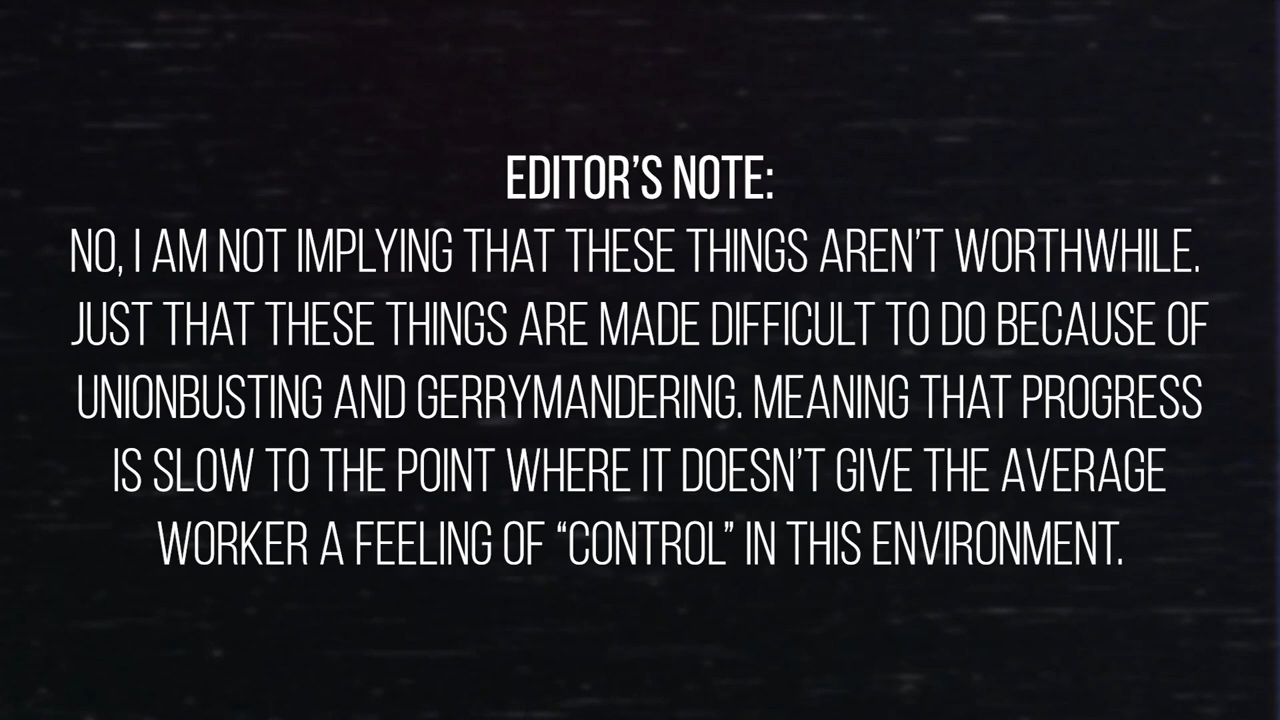 EDITOR’S NOTE:
NO, I AM NOT IMPLYING THAT THESE THINGS AREN’T WORTHWHILE.
JUST THAT THESE THINGS ARE MADE DIFFICULT TO DO BECAUSE OF
UNIONBUSTING AND GERRYMANDERING. MEANING THAT PROGRESS
IS SLOW TO THE POINT WHERE IT DOESN’T GIVE THE AVERAGE
WORKER A FEELING OF “CONTROL” IN THIS ENVIRONMENT.